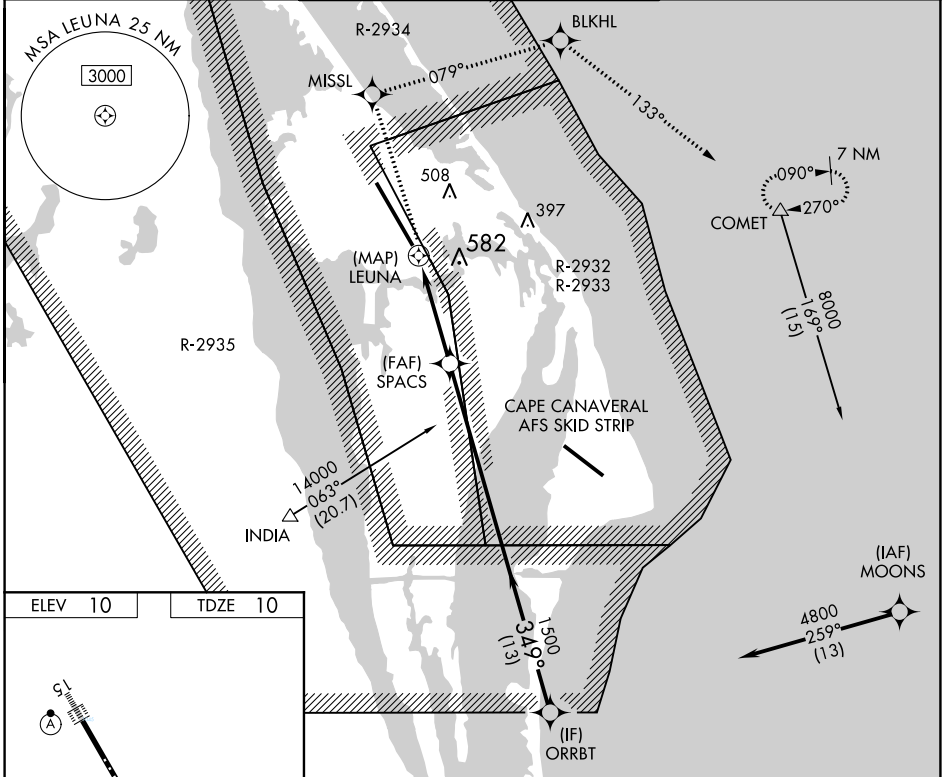 MSA LEUNA 25 NM
3000
R-2934
BLKHL
MISSL
079°
133°
7 NM
090°
270°
COMET
508
397
582
(MAP)
LEUNA
R-2932
R-2933
8000
169°
(15)
R-2935
(FAF)
SPACS
CAPE CANAVERAL
AFS SKID STRIP
14000
063°
(20.7)
INDIA
(IAF)
MOONS
4800
259°
(13)
1500
349°
(13)
(IF)
ORRBT
ELEV 10
TDZE 10
15
A